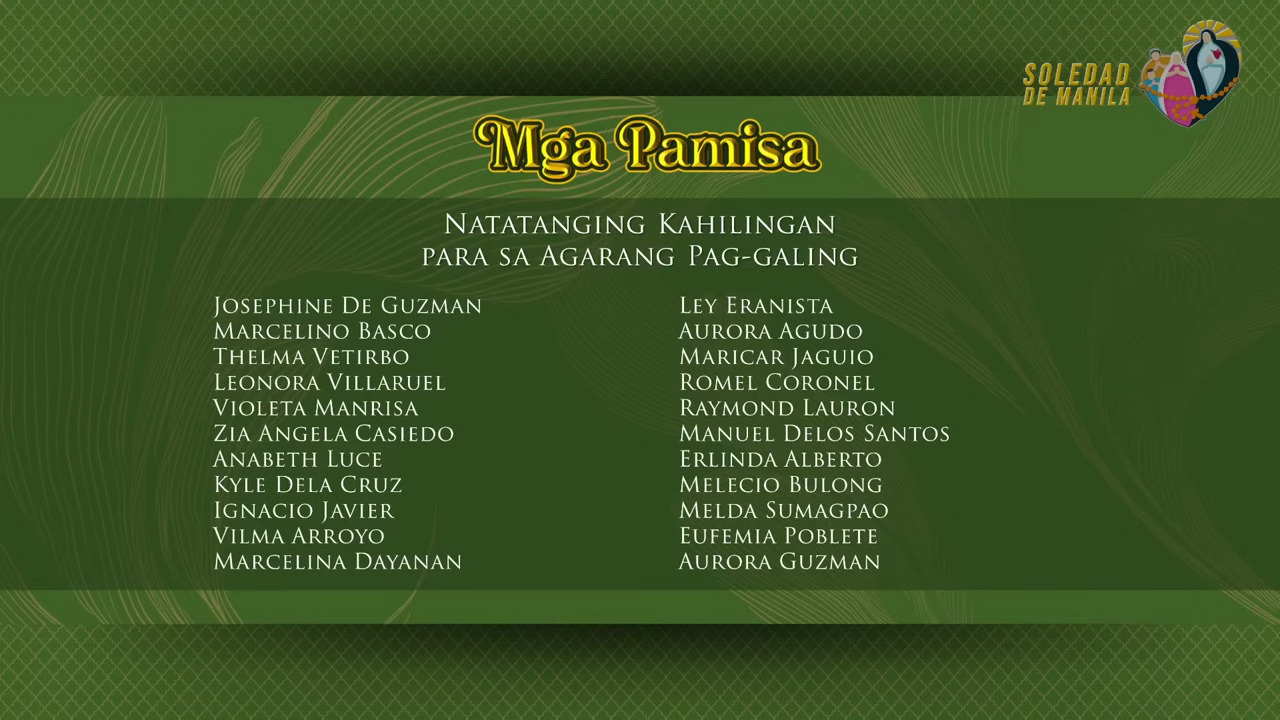 SOLEDAD
DE MANILA
Mga Pamisa
NATATANGING KAHILINGAN
PARA SA AGARANG PAG-GALING
JOSEPHINE DE GUZMAN
MARCELINO BASCO
THELMA VETIRBO
LEONORA VILLARUEL
VIOLETA MANRISA
ZIA ANGELA CASIEDO
ANABETH LUCE
KYLE DELA CRUZ
IGNACIO JAVIER
VILMA ARROYO
MARCELINA DAYANAN
LEY ERANISTA
AURORA AGUDO
MARICAR JAGUIO
ROMEL CORONEL
RAYMOND LAURON
MANUEL DELOS SANTOS
ERLINDA ALBERTO
MELECIO BULONG
MELDA SUMAGPAO
EUFEMIA POBLETE
AURORA GUZMAN